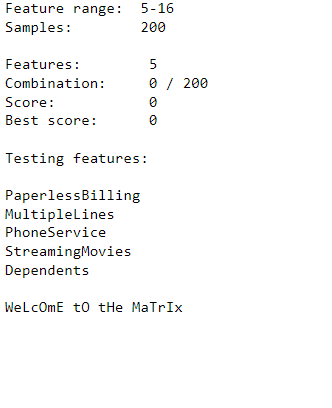 Feature range: 5-16
Samples: 200
Features: 5
Combination: 0 / 200
Score: 0
Best score: 0
Testing features:
PaperlessBilling
MultipleLines
PhoneService
StreamingMovies
Dependents
WeLcOmE tO tHe MaTrIx